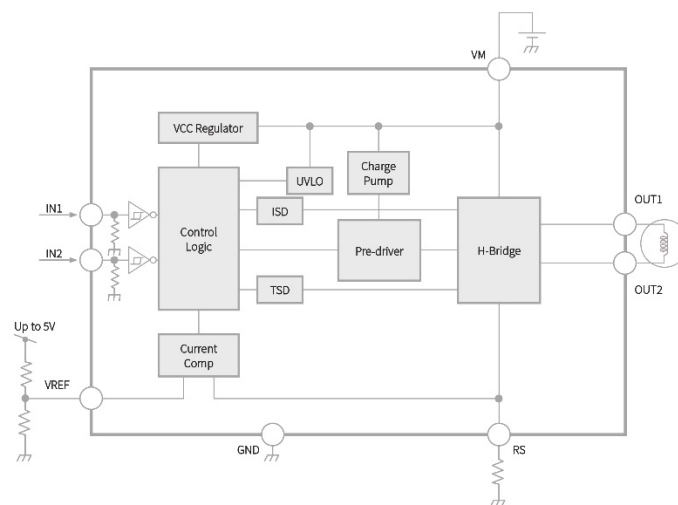 VM
VCC Regulator
UVLO
Charge
Pump
OUT1
IN1
ISD
Control
Logic
Pre-driver
H-Bridge
IN2
TSD
OUT2
Up to 5V
Current
Comp
VREF
GND
RS